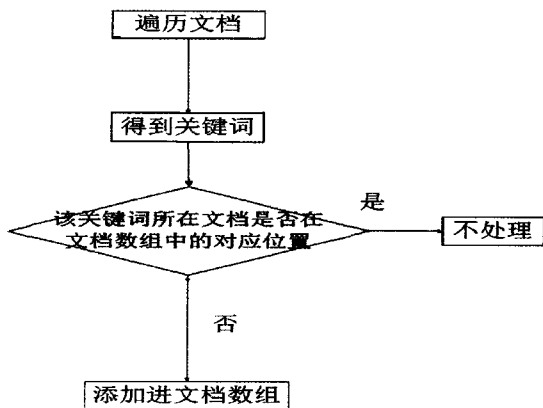 遍历文档
得到关键词
该关键词所在文档是否在
文档数组中的对应位置
是
不处理
否
添加进文档数组